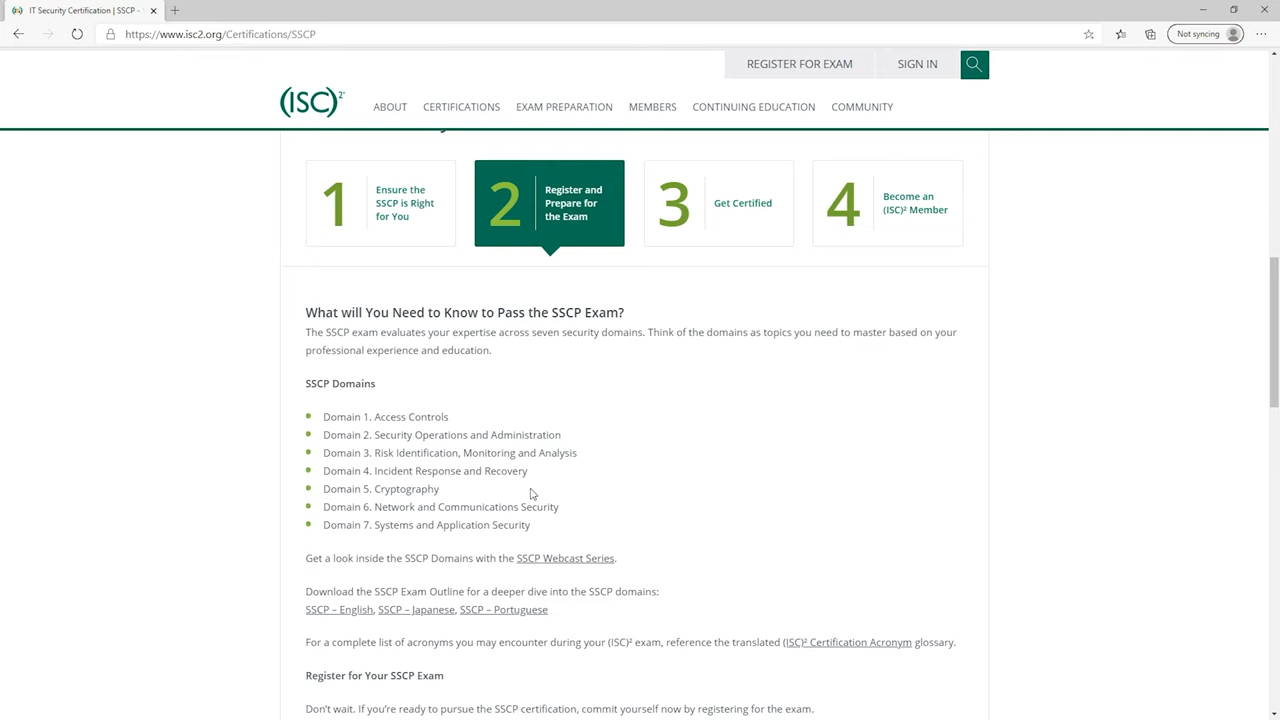 IT Security Certification | SSCP -
https://www.isc2.org/Certifications/SSCP
Not syncing
REGISTER FOR EXAM
SIGN IN
(ISC)²
ABOUT
CERTIFICATIONS
EXAM PREPARATION
MEMBERS
CONTINUING EDUCATION
COMMUNITY
1
Ensure the
SSCP is Right
for You
2
Register and
Prepare for
the Exam
3
Get Certified
4
Become an
(ISC)² Member
What will You Need to Know to Pass the SSCP Exam?
The SSCP exam evaluates your expertise across seven security domains. Think of the domains as topics you need to master based on your
professional experience and education.
SSCP Domains
Domain 1. Access Controls
Domain 2. Security Operations and Administration
Domain 3. Risk Identification, Monitoring and Analysis
Domain 4. Incident Response and Recovery
Domain 5. Cryptography
Domain 6. Network and Communications Security
Domain 7. Systems and Application Security
Get a look inside the SSCP Domains with the SSCP Webcast Series.
Download the SSCP Exam Outline for a deeper dive into the SSCP domains:
SSCP – English, SSCP – Japanese, SSCP – Portuguese
For a complete list of acronyms you may encounter during your (ISC)² exam, reference the translated (ISC)² Certification Acronym glossary.
Register for Your SSCP Exam
Don't wait. If you're ready to pursue the SSCP certification, commit yourself now by registering for the exam.